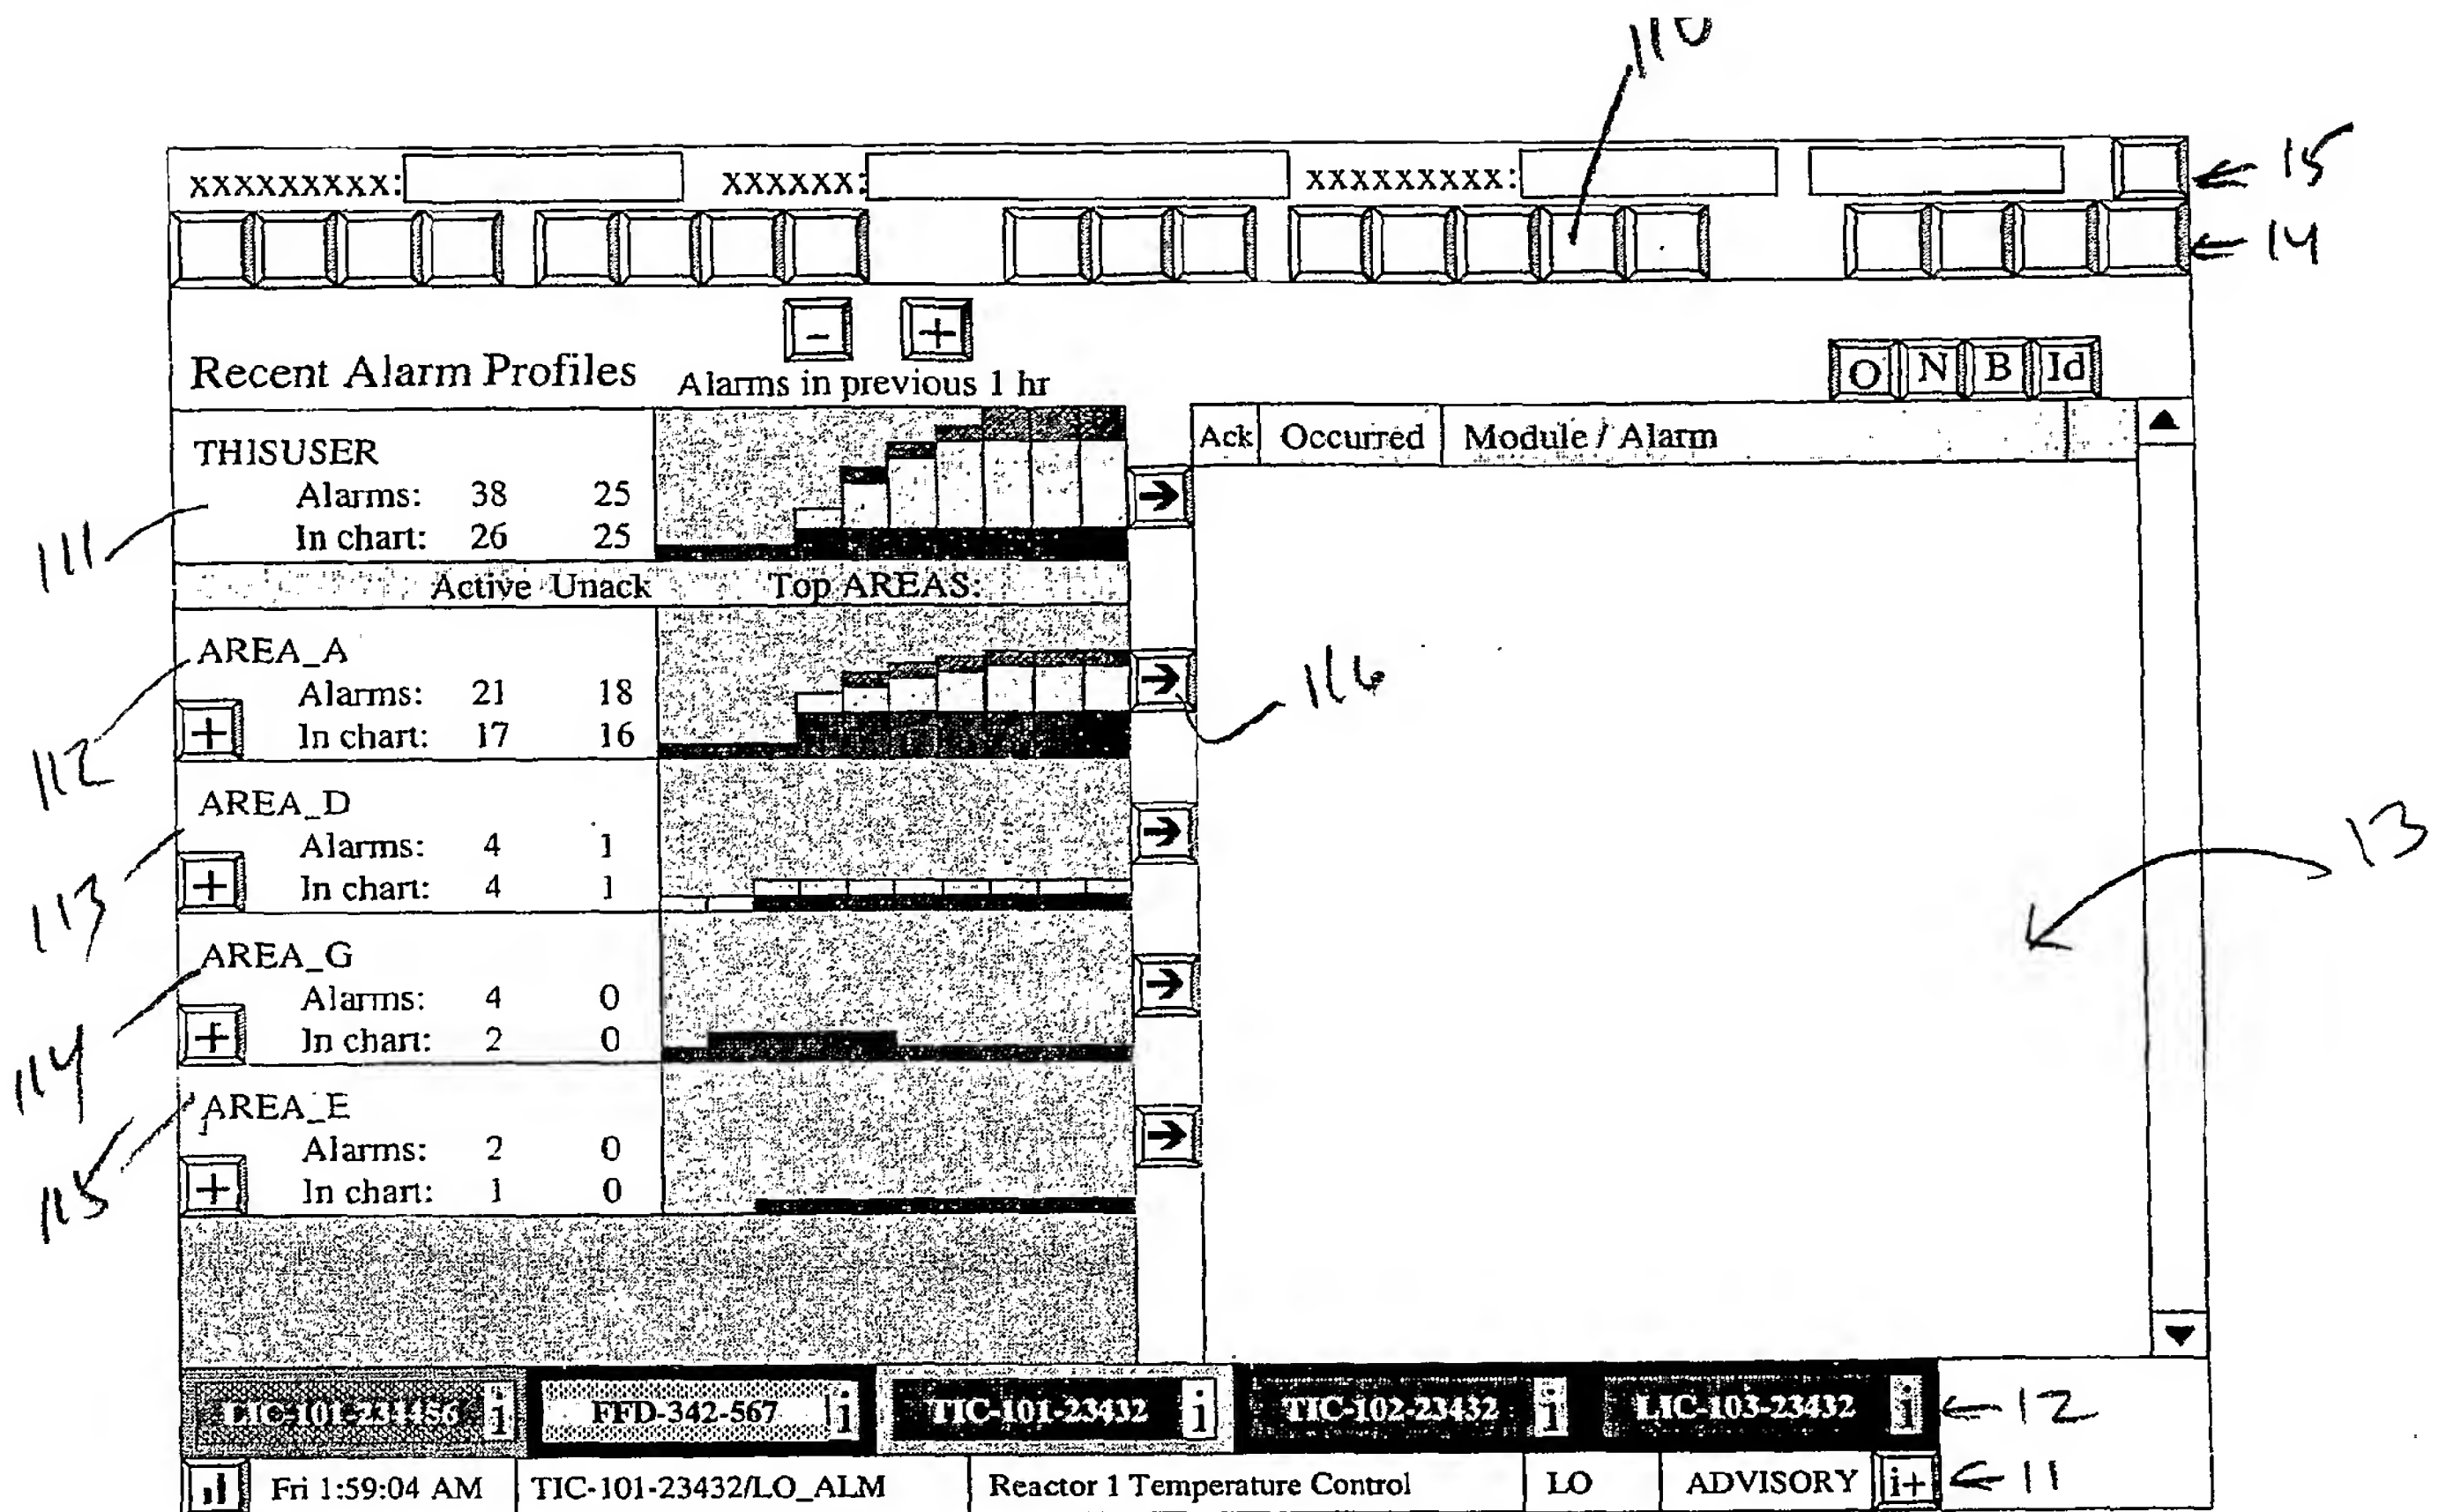 110
xxxxxxxxx: xxxxxx: xxxxxxxxx: 15
14
- +
Recent Alarm Profiles Alarms in previous 1 hr O N B Id
Ack Occurred Module / Alarm
THISUSER
Alarms: 38 25
In chart: 26 25
111
Active Unack Top AREAS:
AREA_A
Alarms: 21 18
+ In chart: 17 16
112
116
AREA_D
Alarms: 4 1
+ In chart: 4 1
113
13
AREA_G
Alarms: 4 0
+ In chart: 2 0
114
AREA_E
Alarms: 2 0
+ In chart: 1 0
115
i FFD-342-567 i TIC-101-23432 i TIC-102-23432 i LIC-103-23432 i 12
Fri 1:59:04 AM TIC-101-23432/LO_ALM Reactor 1 Temperature Control LO ADVISORY i+ 11